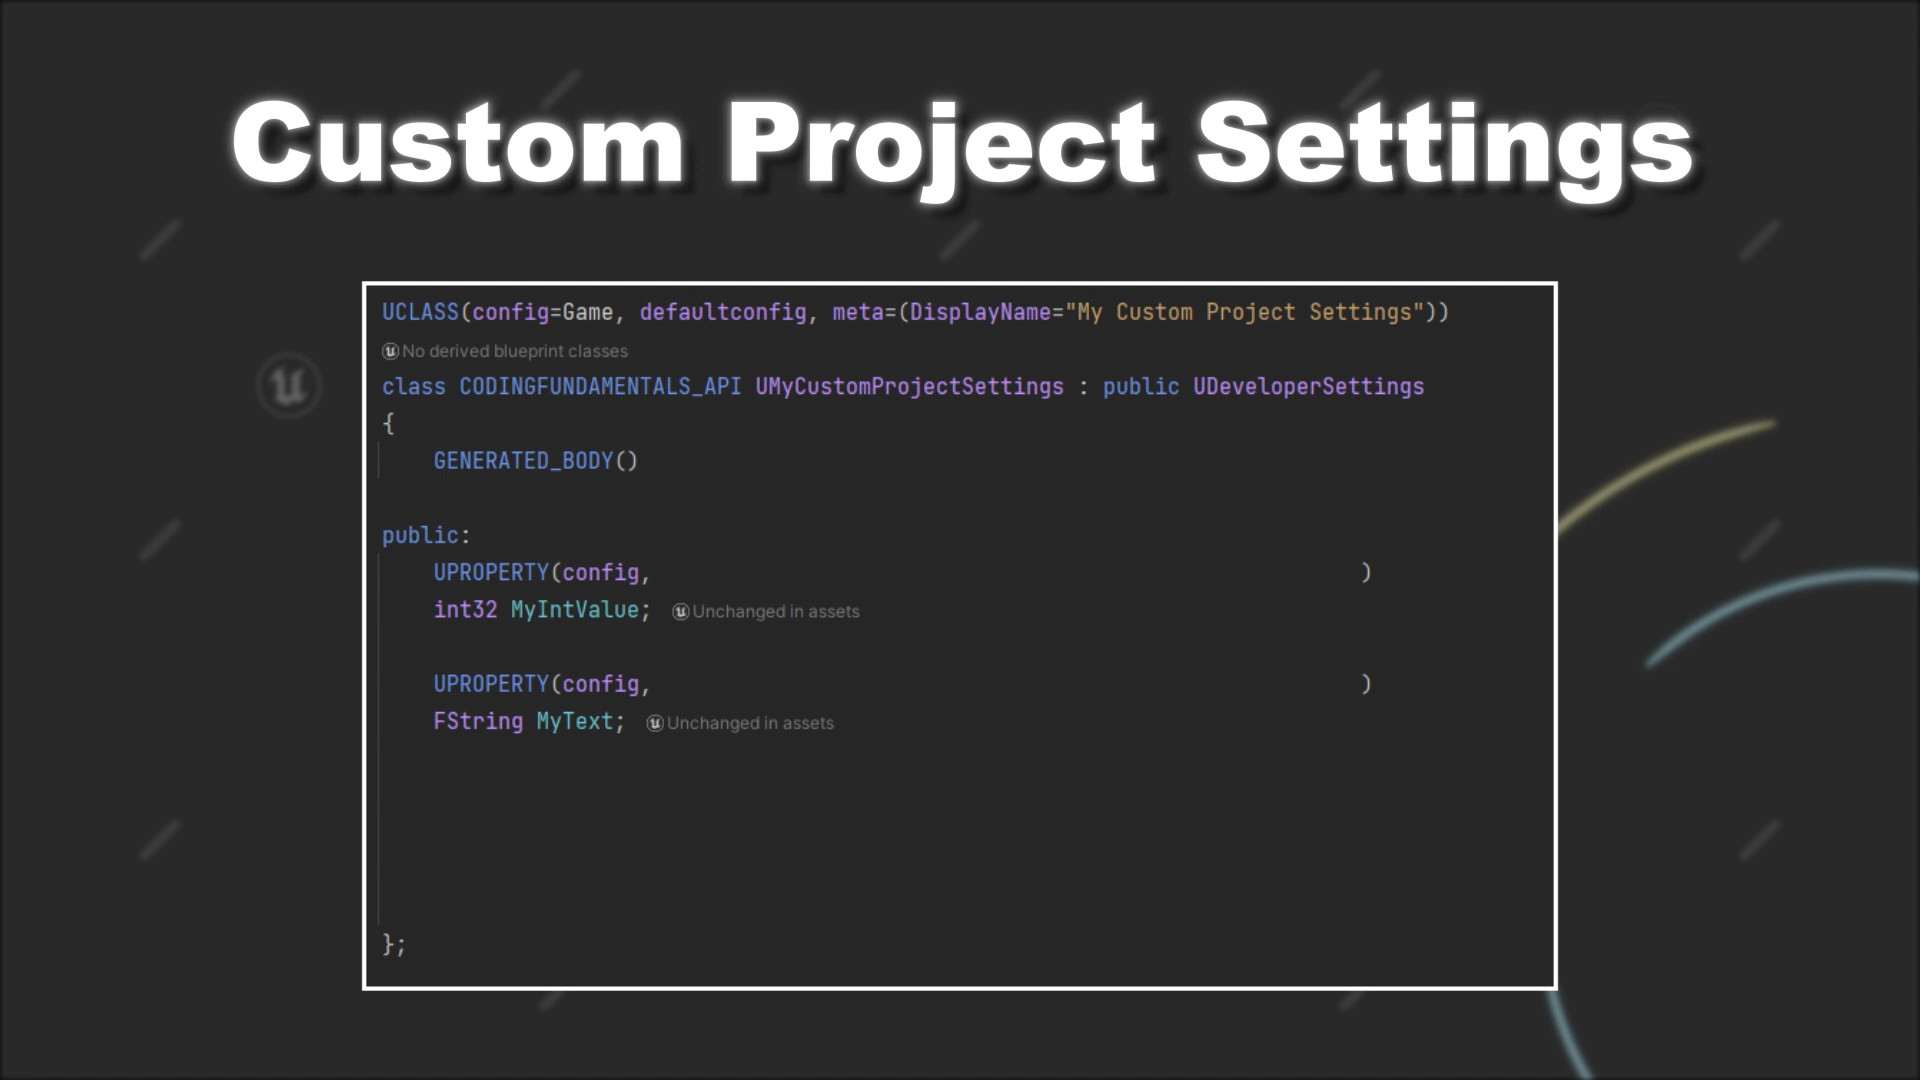 Custom Project Settings
UCLASS(config=Game, defaultconfig, meta=(DisplayName="My Custom Project Settings"))
No derived blueprint classes
class CODINGFUNDAMENTALS_API UMyCustomProjectSettings : public UDeveloperSettings
{
GENERATED_BODY()
public:
UPROPERTY(config, )
int32 MyIntValue; Unchanged in assets
UPROPERTY(config, )
FString MyText; Unchanged in assets
};